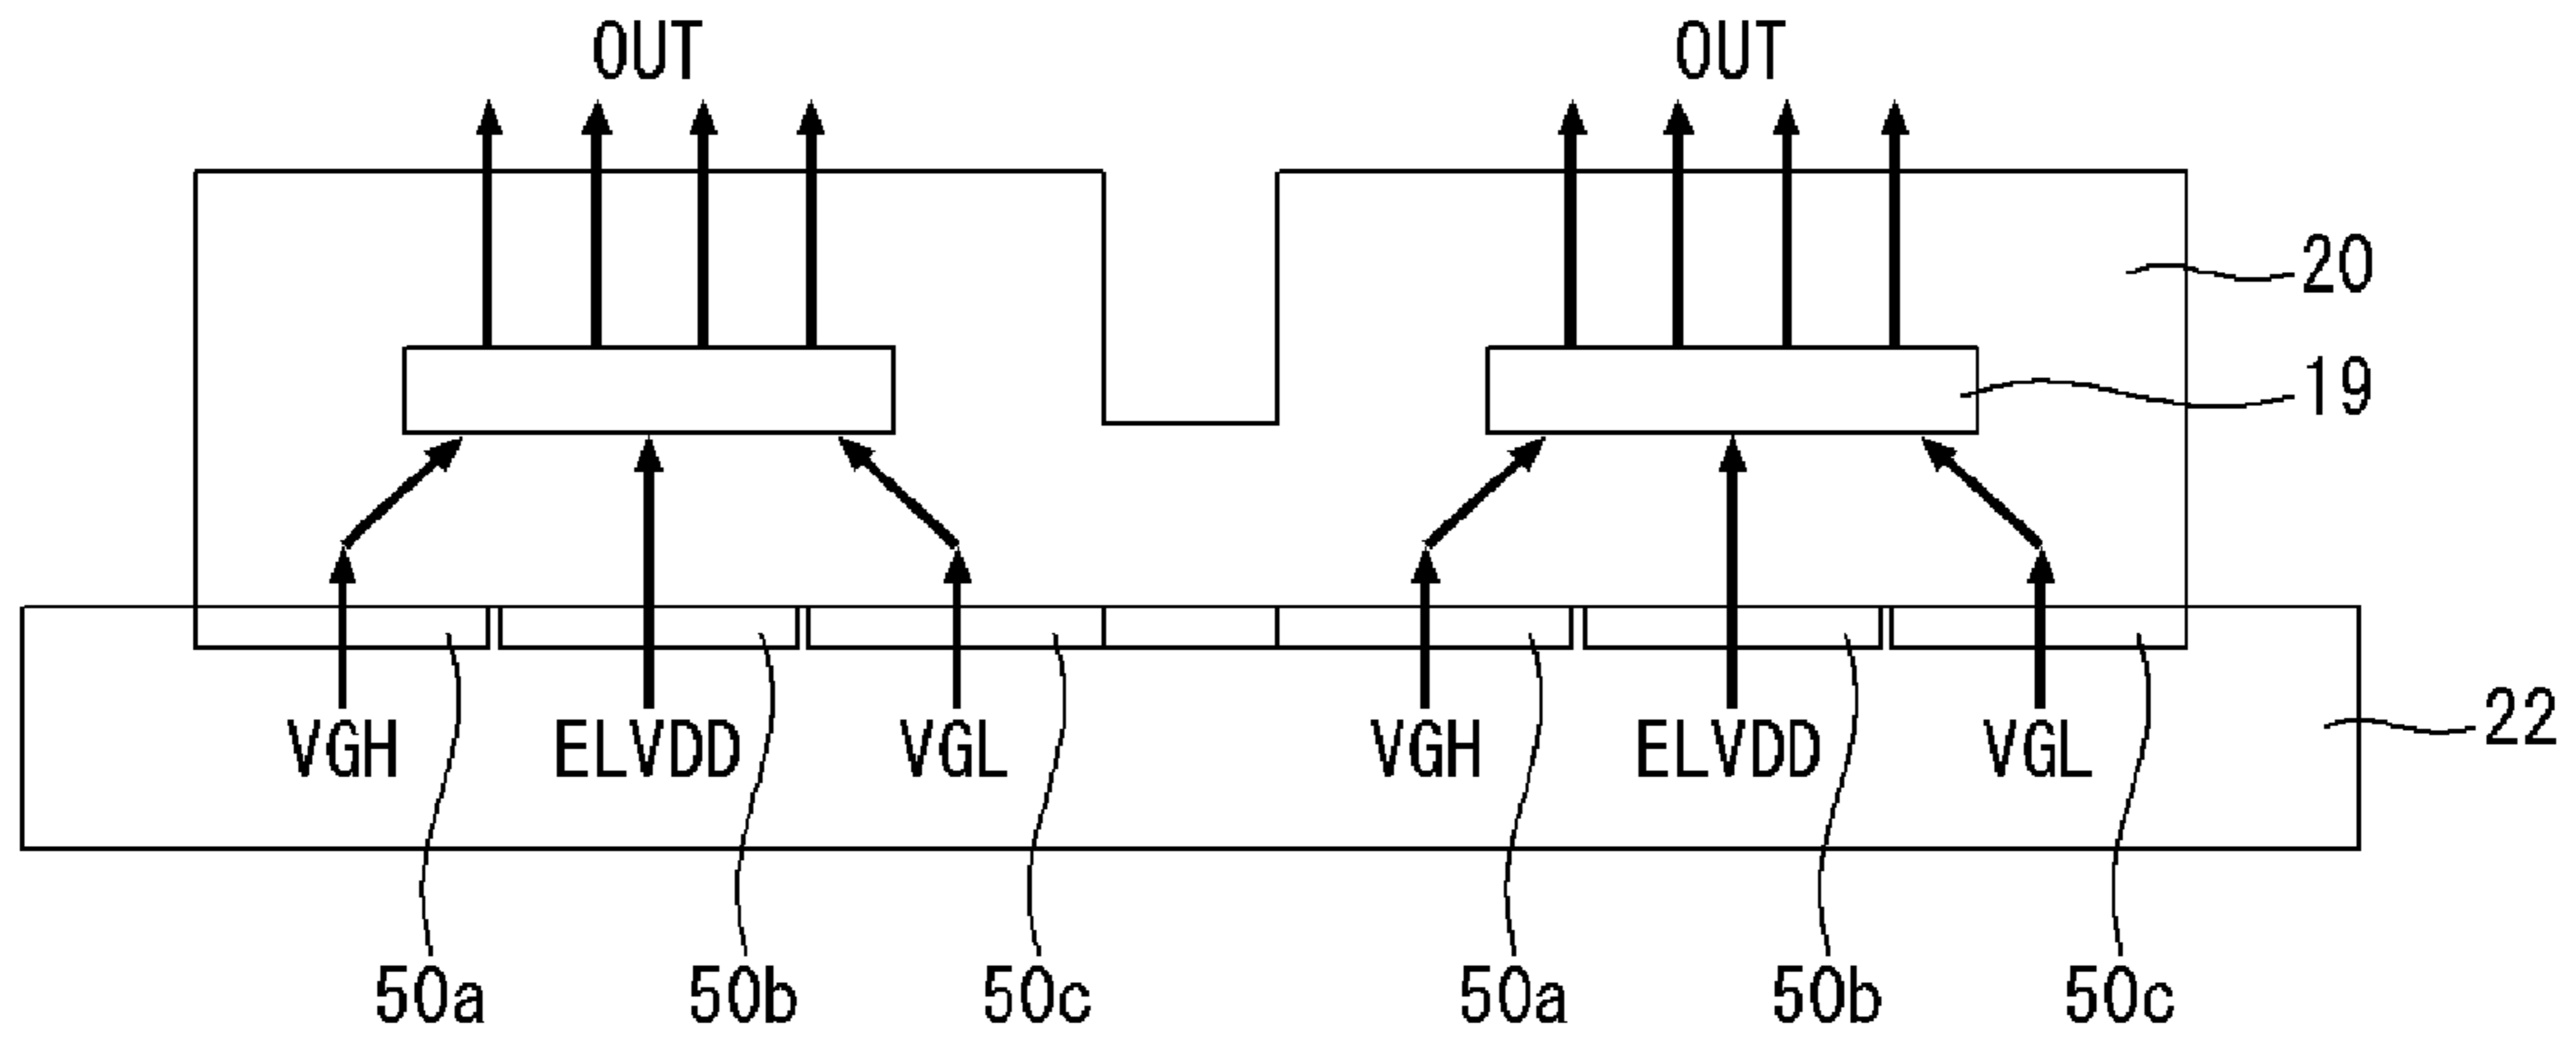 OUT OUT
20
19
22
VGH ELVDD VGL VGH ELVDD VGL
50a 50b 50c 50a 50b 50c